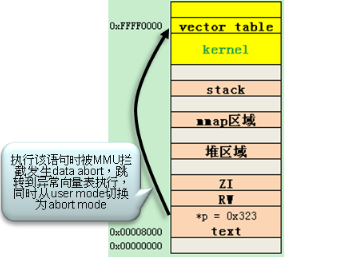 0xFFFF0000
vector table
kernel
stack
mmap区域
堆区域
执行该语句时被MMU拦
截发生data abort，跳
转到异常向量表执行，
同时从user mode切换
为abort mode
ZI
RW
*p = 0x323
0x00008000
text
0x00000000